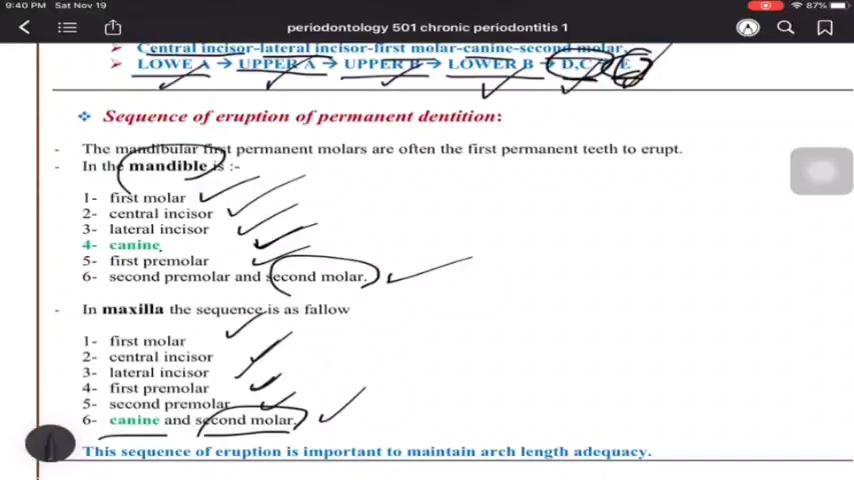 9:40 PM Sat Nov 19
87%
periodontology 501 chronic periodontitis 1
Central incisor-lateral incisor-first molar-canine-second molar.
LOWE A → UPPER A → UPPER B → LOWER B → D,C E
Sequence of eruption of permanent dentition:
- The mandibular first permanent molars are often the first permanent teeth to erupt.
- In the mandible is :-
1- first molar
2- central incisor
3- lateral incisor
4- canine
5- first premolar
6- second premolar and second molar.
- In maxilla the sequence is as fallow
1- first molar
2- central incisor
3- lateral incisor
4- first premolar
5- second premolar
6- canine and second molar.
This sequence of eruption is important to maintain arch length adequacy.